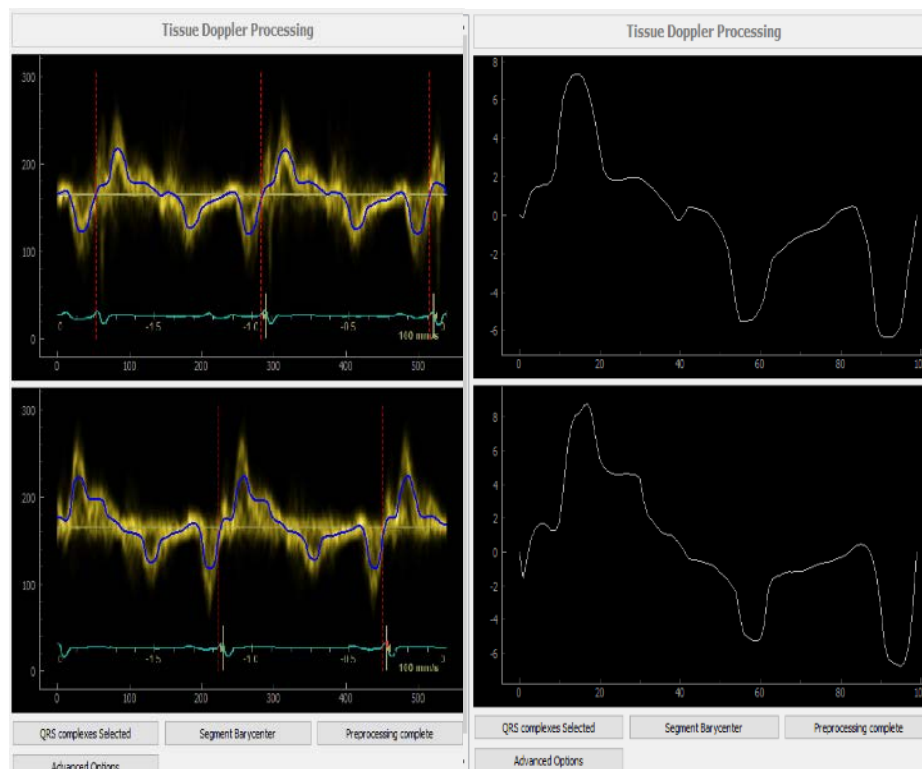 Tissue Doppler Processing
300
200
100
0
0 -1.5 -1.0 -0.5 0
100 mm/s
0 100 200 300 400 500
300
200
100
0
-1.5 -1.0 -0.5 0
100 mm/s
0 100 200 300 400 500
QRS complexes Selected Segment Barycenter Preprocessing complete
Advanced Options
Tissue Doppler Processing
8
6
4
2
0
-2
-4
-6
0 20 40 60 80
8
6
4
2
0
-2
-4
-6
0 20 40 60 80
QRS complexes Selected Segment Barycenter Preprocessing complete
Advanced Options